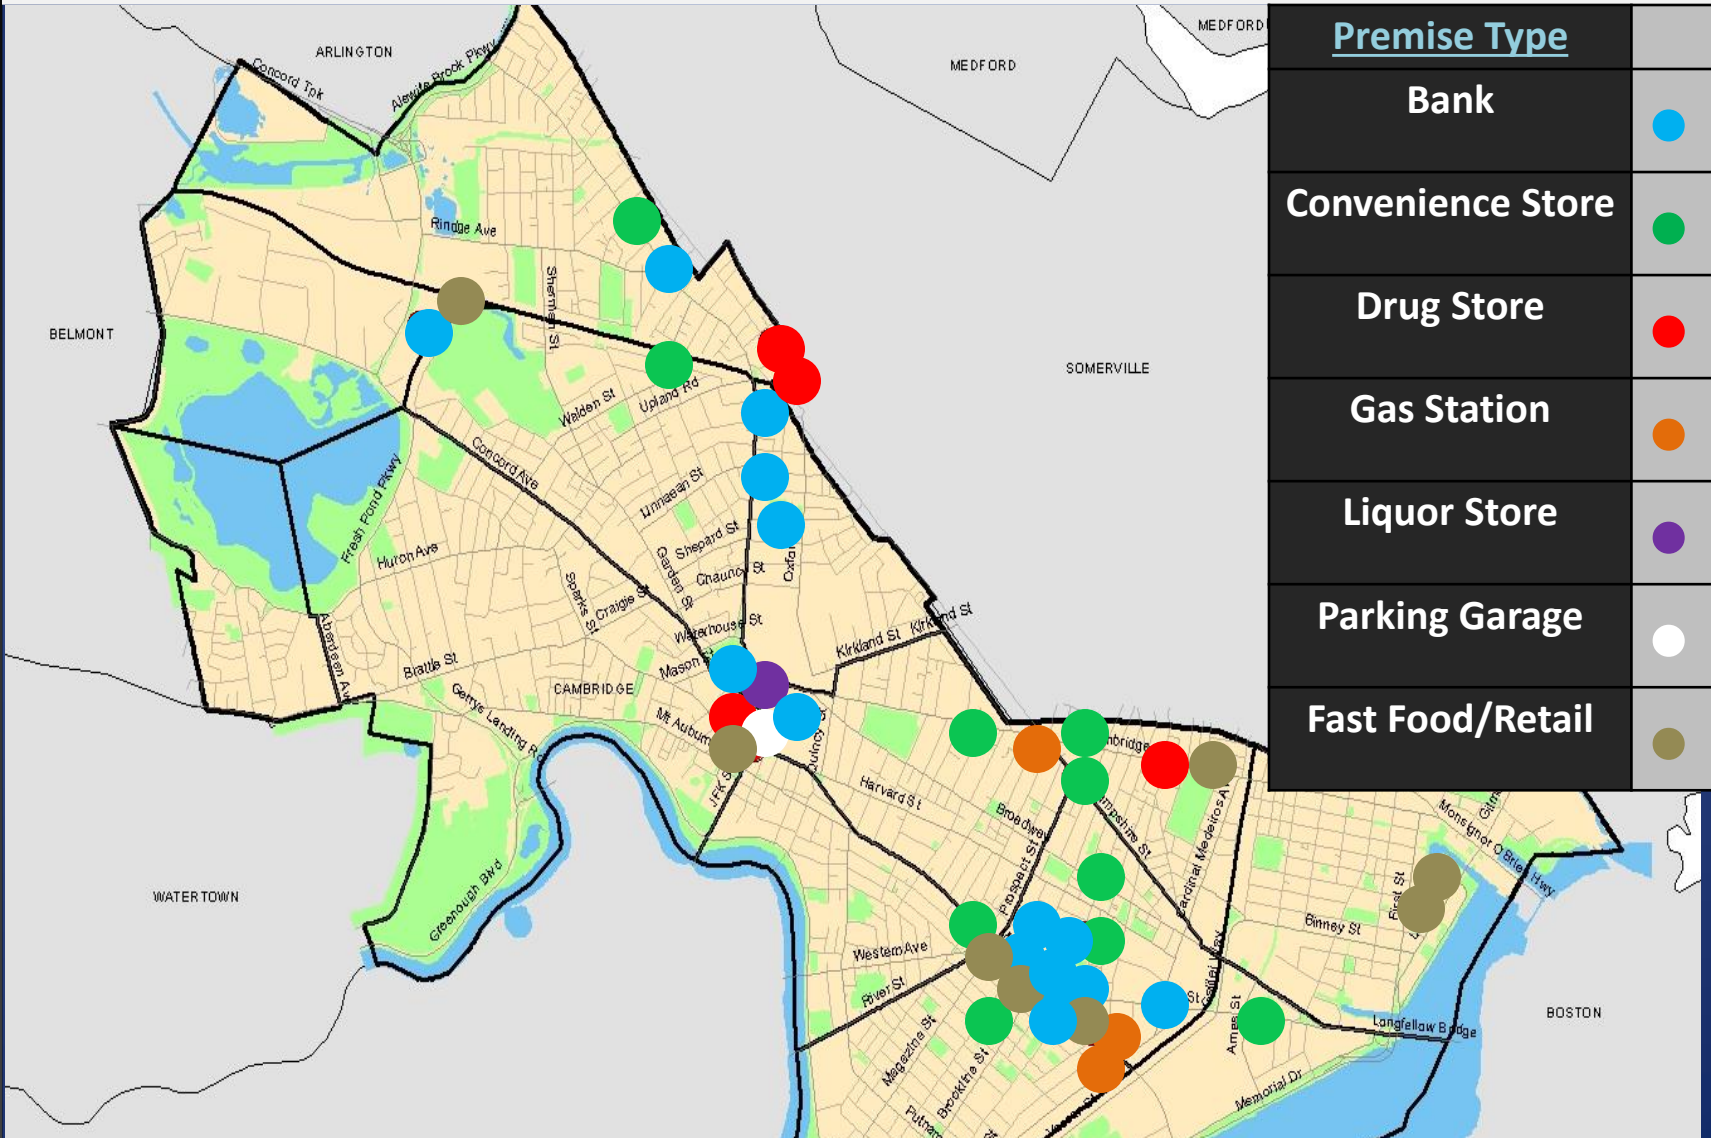 ARLINGTON
MEDFORD
MEDFORD
Concord Tpk
Alewife Brook Pkwy
Rindge Ave
Sherman St
BELMONT
SOMERVILLE
Walden St
Upland Rd
Concord Ave
Linnaean St
Fresh Pond Pkwy
Shepard St
Huron Ave
Garden St
Chauncy St
Sparks St
Craigie St
Waterhouse St
Kirkland St
Kirkland St
Aberdeen Av
Brattle St
Mason St
CAMBRIDGE
Gerrys Landing Rd
Mt Auburn
JFK S
Harvard St
Broadway
Prospect St
Cardinal Medeiros Av
Monsignor O'Brien Hwy
WATERTOWN
Greenough Blvd
First St
Binney St
Western Ave
River St
St
Ames St
Longfellow Bridge
BOSTON
Magazine St
Brookline St
Memorial Dr
Putnam
St
Premise Type
Bank
Convenience Store
Drug Store
Gas Station
Liquor Store
Parking Garage
Fast Food/Retail